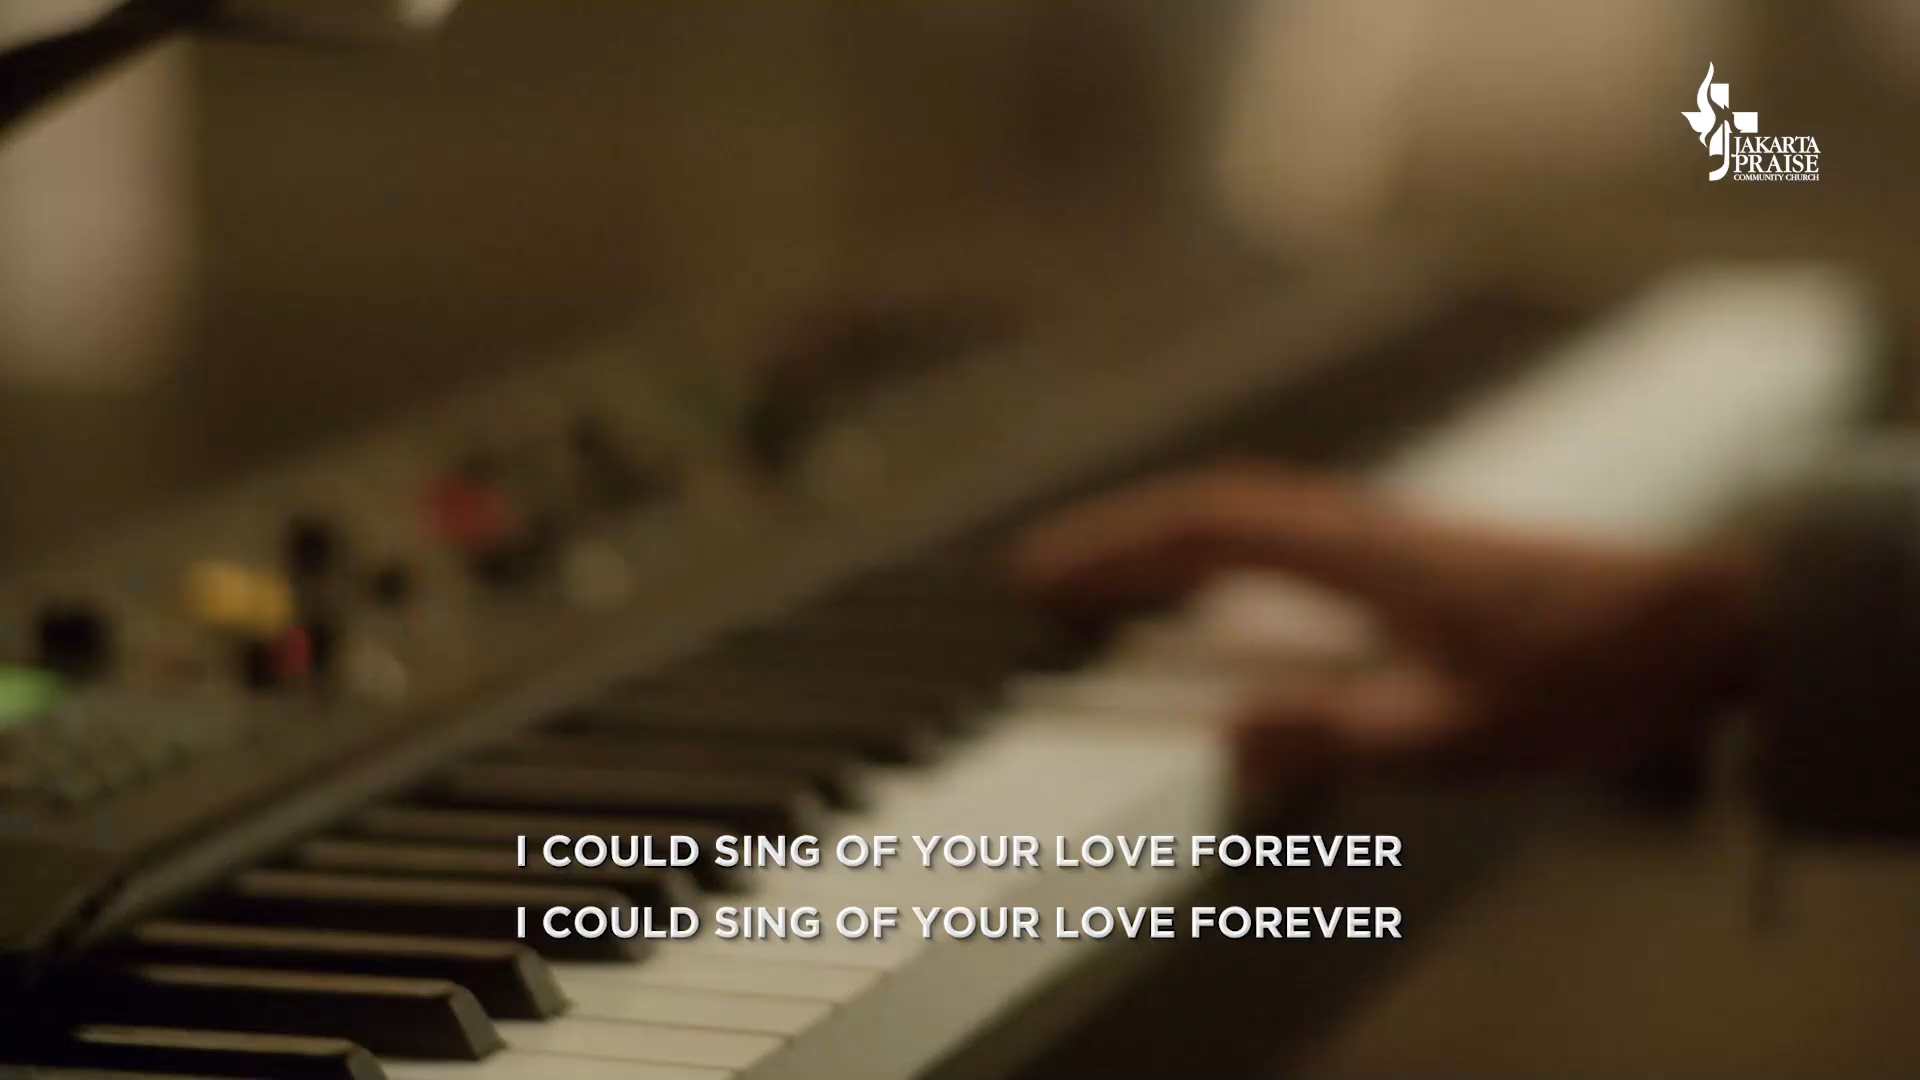 JAKARTA
PRAISE
COMMUNITY CHURCH
I COULD SING OF YOUR LOVE FOREVER
I COULD SING OF YOUR LOVE FOREVER